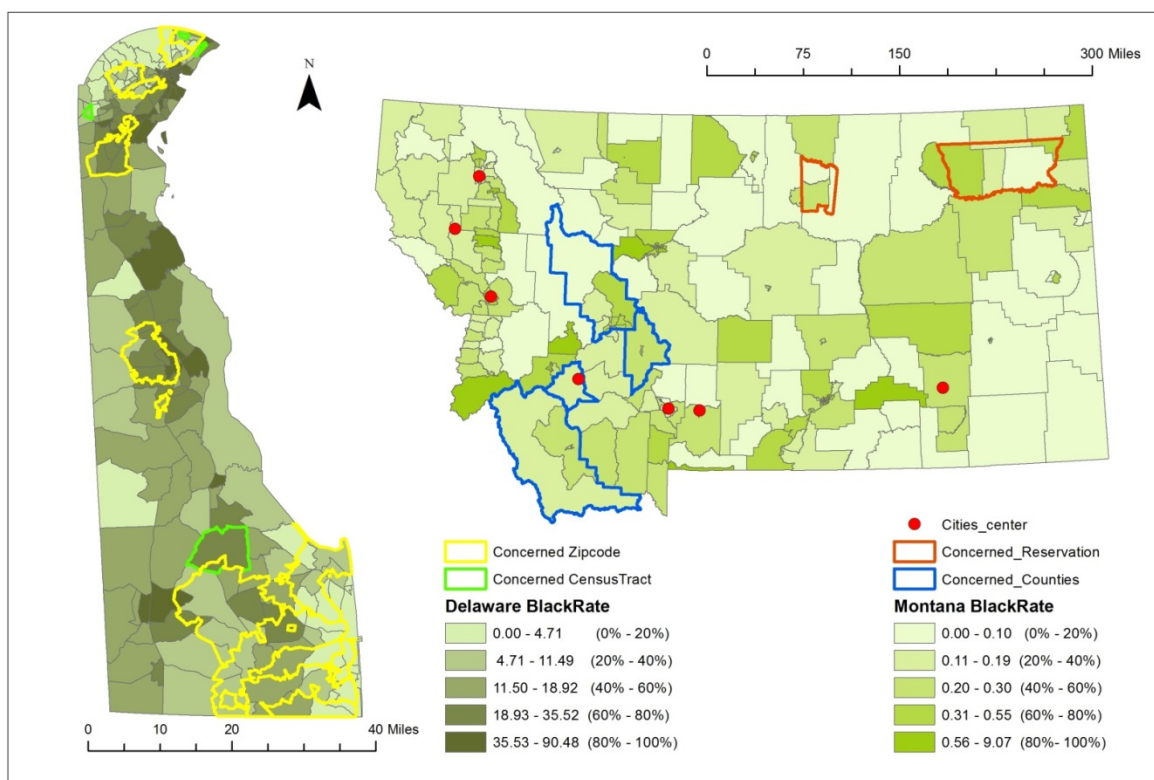 N
0 75 150 300 Miles
Concerned Zipcode
Concerned CensusTract
Delaware BlackRate
0.00 - 4.71 (0% - 20%)
4.71 - 11.49 (20% - 40%)
11.50 - 18.92 (40% - 60%)
18.93 - 35.52 (60% - 80%)
35.53 - 90.48 (80% - 100%)
0 10 20 40 Miles
Cities_center
Concerned_Reservation
Concerned_Counties
Montana BlackRate
0.00 - 0.10 (0% - 20%)
0.11 - 0.19 (20% - 40%)
0.20 - 0.30 (40% - 60%)
0.31 - 0.55 (60% - 80%)
0.56 - 9.07 (80%- 100%)